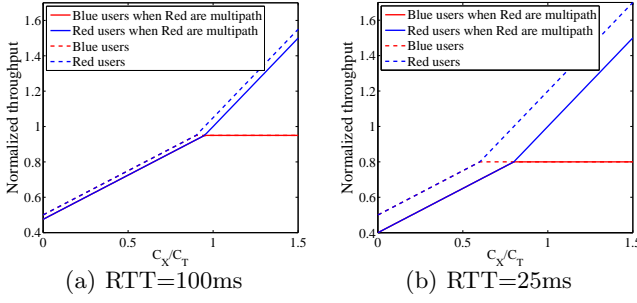 Normalized throughput
1.6
1.4
1.2
1
0.8
0.6
0.4
Blue users when Red are multipath
Red users when Red are multipath
Blue users
Red users
0
0.5
1
1.5
C_X/C_T
(a) RTT=100ms
Normalized throughput
1.6
1.4
1.2
1
0.8
0.6
0.4
Blue users when Red are multipath
Red users when Red are multipath
Blue users
Red users
0
0.5
1
1.5
C_X/C_T
(b) RTT=25ms